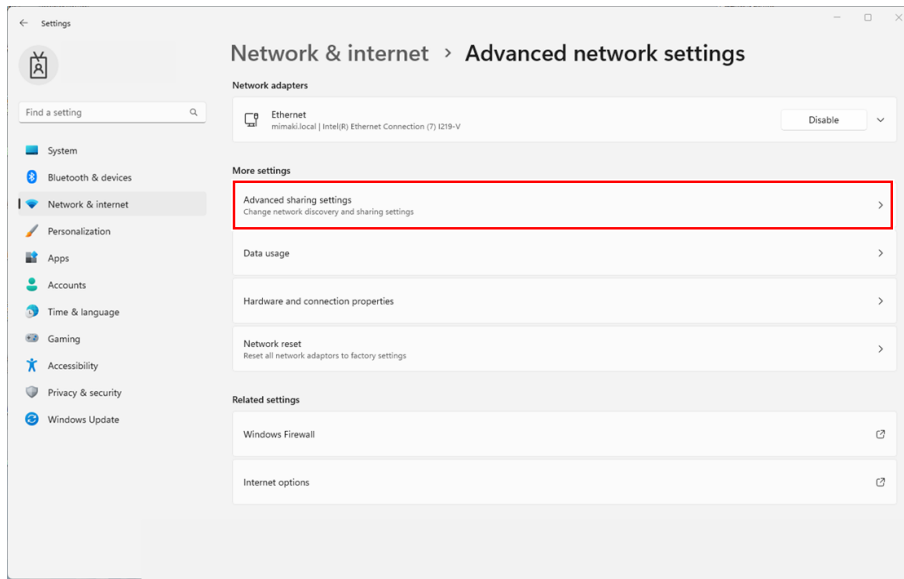 Settings
Network & internet > Advanced network settings
Find a setting
System
Bluetooth & devices
Network & internet
Personalization
Apps
Accounts
Time & language
Gaming
Accessibility
Privacy & security
Windows Update
Network adapters
Ethernet
mimaki.local | Intel(R) Ethernet Connection (7) I219-V
Disable
More settings
Advanced sharing settings
Change network discovery and sharing settings
Data usage
Hardware and connection properties
Network reset
Reset all network adaptors to factory settings
Related settings
Windows Firewall
Internet options